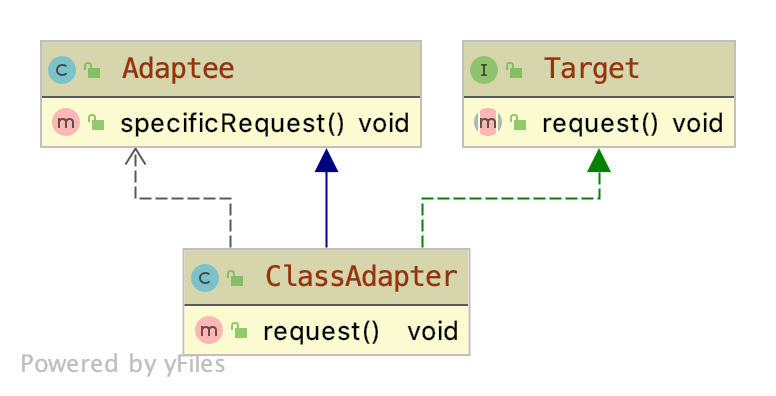 C Adaptee
m specificRequest() void
I Target
m request() void
C ClassAdapter
m request() void
Powered by yFiles